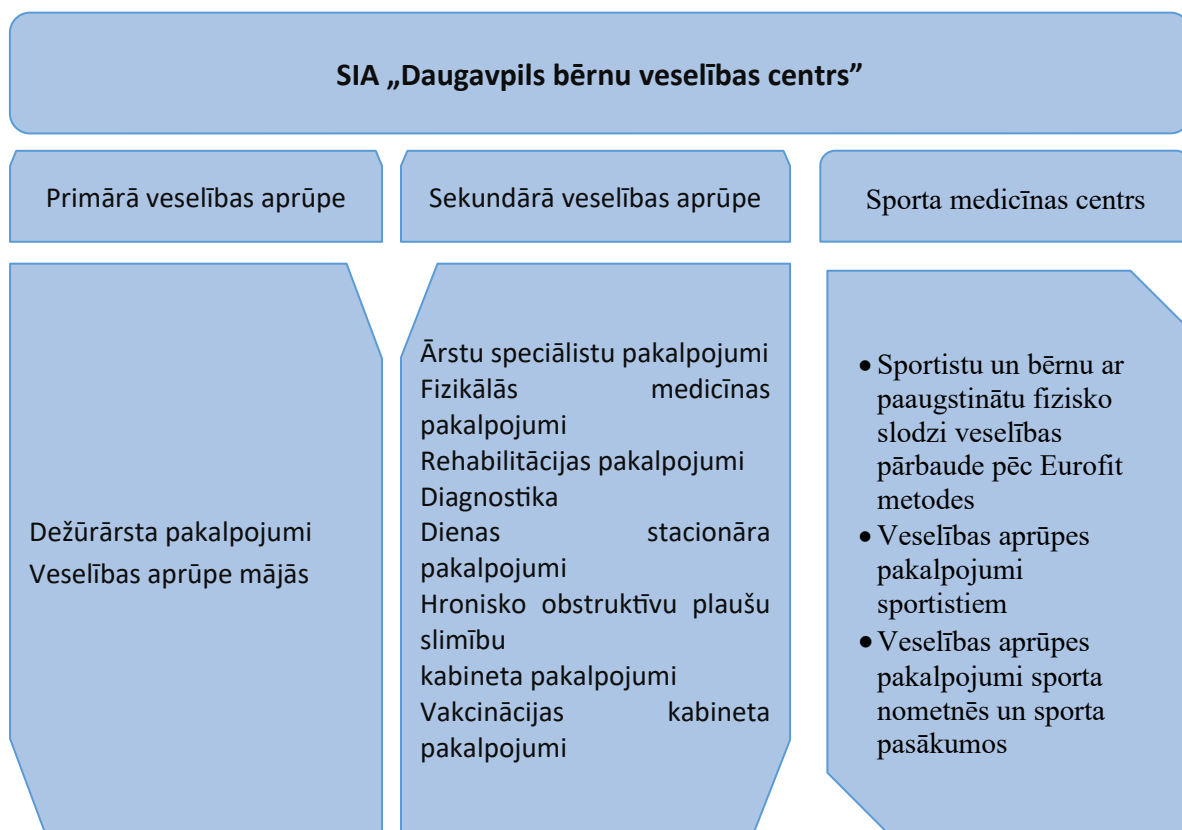 SIA „Daugavpils bērnu veselības centrs”
Primārā veselības aprūpe
Sekundārā veselības aprūpe
Sporta medicīnas centrs
Dežūrārsta pakalpojumi
Veselības aprūpe mājās
Ārstu speciālistu pakalpojumi
Fizikālās medicīnas
pakalpojumi
Rehabilitācijas pakalpojumi
Diagnostika
Dienas stacionāra
pakalpojumi
Hronisko obstruktīvu plaušu
slimību
kabineta pakalpojumi
Vakcinācijas kabineta
pakalpojumi
• Sportistu un bērnu ar
paaugstinātu fizisko
slodzi veselības
pārbaude pēc Eurofit
metodes
• Veselības aprūpes
pakalpojumi
sportistiem
• Veselības aprūpes
pakalpojumi sporta
nometnēs un sporta
pasākumos